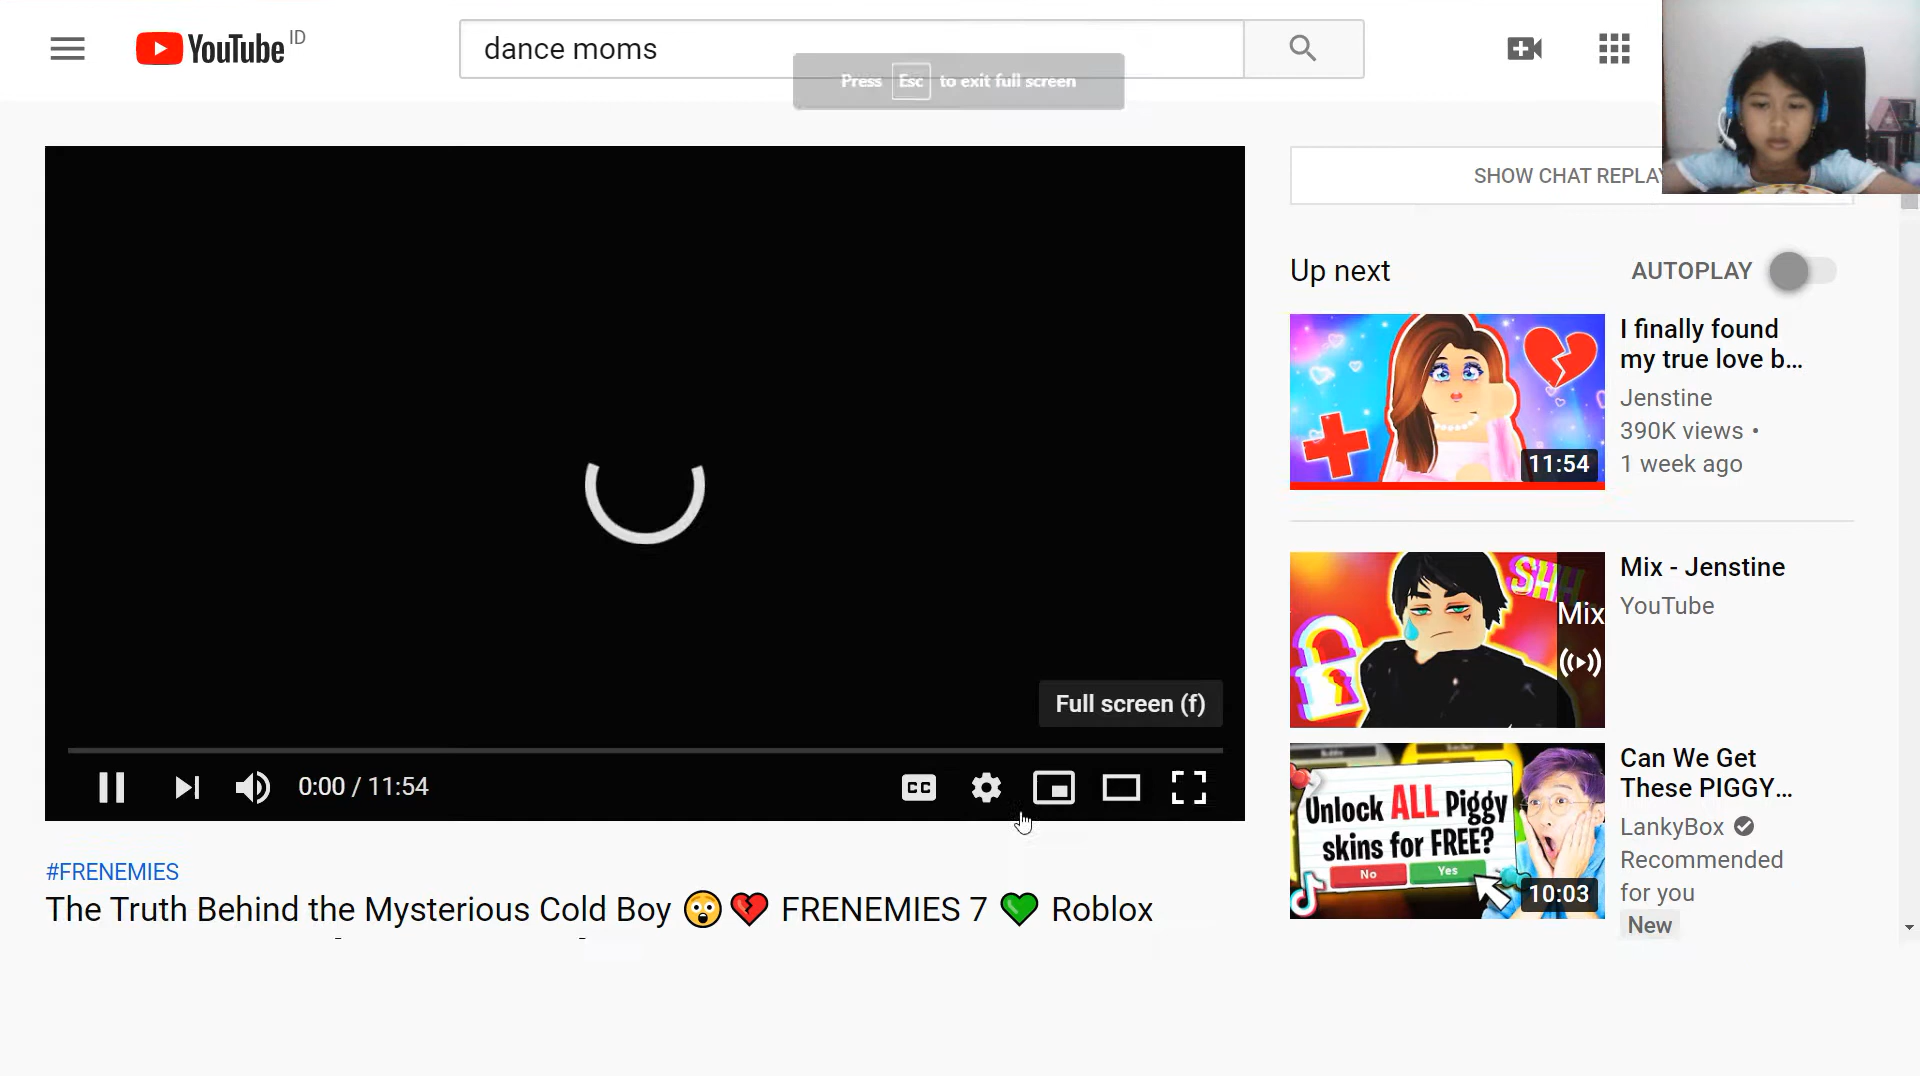 YouTube ID
dance moms
Press Esc to exit full screen
SHOW CHAT REPLAY
Up next
AUTOPLAY
I finally found
my true love b...
Jenstine
390K views •
1 week ago
11:54
Mix - Jenstine
YouTube
SHH
Mix
Can We Get
These PIGGY...
LankyBox
Recommended
for you
New
Unlock ALL Piggy
skins for FREE?
No
Yes
10:03
Full screen (f)
0:00 / 11:54
CC
#FRENEMIES
The Truth Behind the Mysterious Cold Boy 😲💔 FRENEMIES 7 💚 Roblox